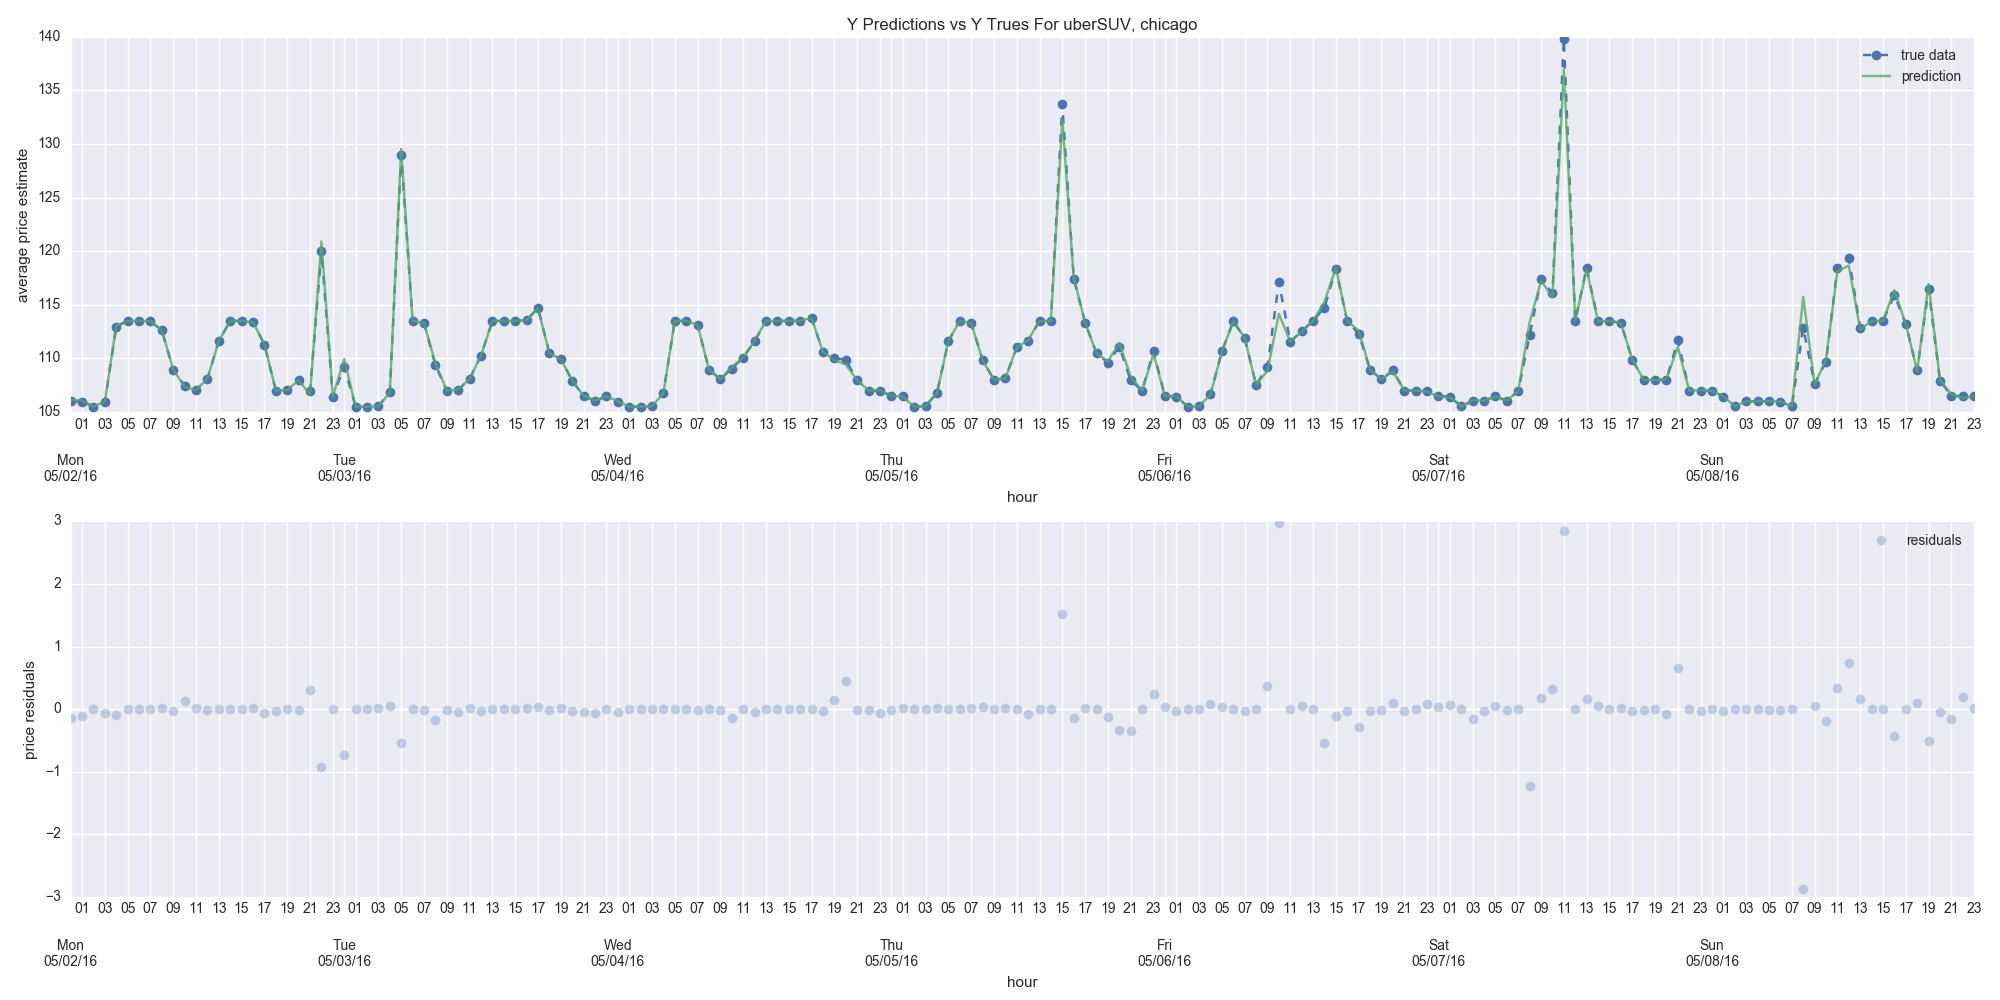 Y Predictions vs Y Trues For uberSUV, chicago
140
135
130
125
120
115
110
105
average price estimate
true data
prediction
01 03 05 07 09 11 13 15 17 19 21 23 01 03 05 07 09 11 13 15 17 19 21 23 01 03 05 07 09 11 13 15 17 19 21 23 01 03 05 07 09 11 13 15 17 19 21 23 01 03 05 07 09 11 13 15 17 19 21 23 01 03 05 07 09 11 13 15 17 19 21 23 01 03 05 07 09 11 13 15 17 19 21 23
Mon Tue Wed Thu Fri Sat Sun
05/02/16 05/03/16 05/04/16 05/05/16 05/06/16 05/07/16 05/08/16
hour
3
2
1
0
−1
−2
−3
price residuals
residuals
01 03 05 07 09 11 13 15 17 19 21 23 01 03 05 07 09 11 13 15 17 19 21 23 01 03 05 07 09 11 13 15 17 19 21 23 01 03 05 07 09 11 13 15 17 19 21 23 01 03 05 07 09 11 13 15 17 19 21 23 01 03 05 07 09 11 13 15 17 19 21 23 01 03 05 07 09 11 13 15 17 19 21 23
Mon Tue Wed Thu Fri Sat Sun
05/02/16 05/03/16 05/04/16 05/05/16 05/06/16 05/07/16 05/08/16
hour